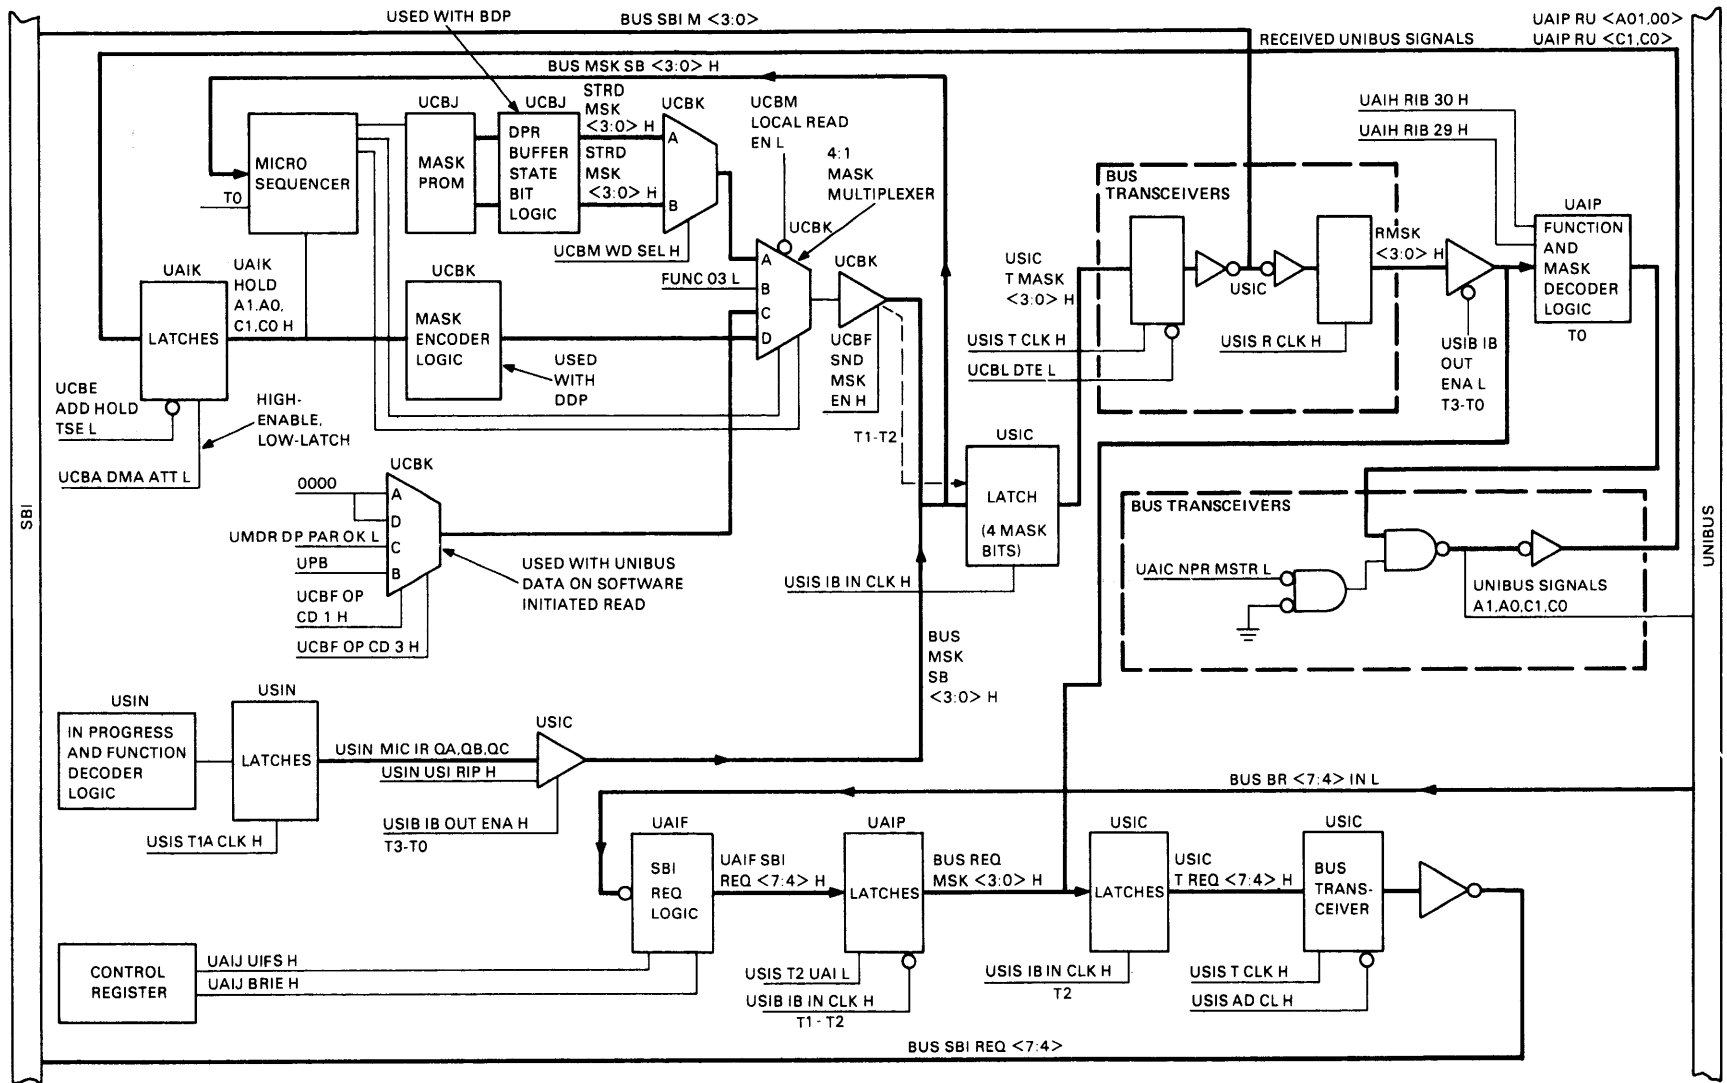 USED WITH BDP
BUS SBI M <3:0>
UAIP RU <A01,00>
RECEIVED UNIBUS SIGNALS
UAIP RU <C1,C0>
BUS MSK SB <3:0> H
UCBJ
UCBJ
STRD
MSK
<3:0> H
STRD
MSK
<3:0> H
UCBK
A
B
UCBM
LOCAL READ
EN L
4:1
MASK
MULTIPLEXER
UAIH RIB 30 H
UAIH RIB 29 H
MICRO
SEQUENCER
T0
MASK
PROM
DPR
BUFFER
STATE
BIT
LOGIC
UCBM WD SEL H
BUS
TRANSCEIVERS
UAIP
FUNCTION
AND
MASK
DECODER
LOGIC
T0
RMSK
<3:0> H
UCBK
A
B
C
D
FUNC 03 L
UCBK
USIC
T MASK
<3:0> H
USIC
UAIK
LATCHES
UAIK
HOLD
A1,A0,
C1,C0 H
UCBK
MASK
ENCODER
LOGIC
USED
WITH
DDP
UCBF
SND
MSK
EN H
USIS T CLK H
UCBL DTE L
USIS R CLK H
USIB IB
OUT
ENA L
T3-T0
UCBE
ADD HOLD
TSE L
HIGH-
ENABLE,
LOW-LATCH
UCBA DMA ATT L
T1-T2
USIC
LATCH
(4 MASK
BITS)
USIS IB IN CLK H
UCBK
0000
A
D
C
B
UMDR DP PAR OK L
UPB
UCBF OP
CD 1 H
UCBF OP CD 3 H
USED WITH UNIBUS
DATA ON SOFTWARE
INITIATED READ
BUS TRANSCEIVERS
UAIC NPR MSTR L
UNIBUS SIGNALS
A1,A0,C1,C0
SBI
UNIBUS
BUS
MSK
SB
<3:0> H
USIN
IN PROGRESS
AND FUNCTION
DECODER
LOGIC
USIN
LATCHES
USIS T1A CLK H
USIN MIC IR QA,QB,QC
USIN USI RIP H
USIC
USIB IB OUT ENA H
T3-T0
BUS BR <7:4> IN L
UAIF
SBI
REQ
LOGIC
UAIF SBI
REQ <7:4> H
UAIP
LATCHES
BUS REQ
MSK <3:0> H
USIC
LATCHES
USIC
T REQ <7:4> H
USIC
BUS
TRANS-
CEIVER
CONTROL
REGISTER
UAIJ UIFS H
UAIJ BRIE H
USIS T2 UAI L
USIB IB IN CLK H
T1 - T2
USIS IB IN CLK H
T2
USIS T CLK H
USIS AD CL H
BUS SBI REQ <7:4>